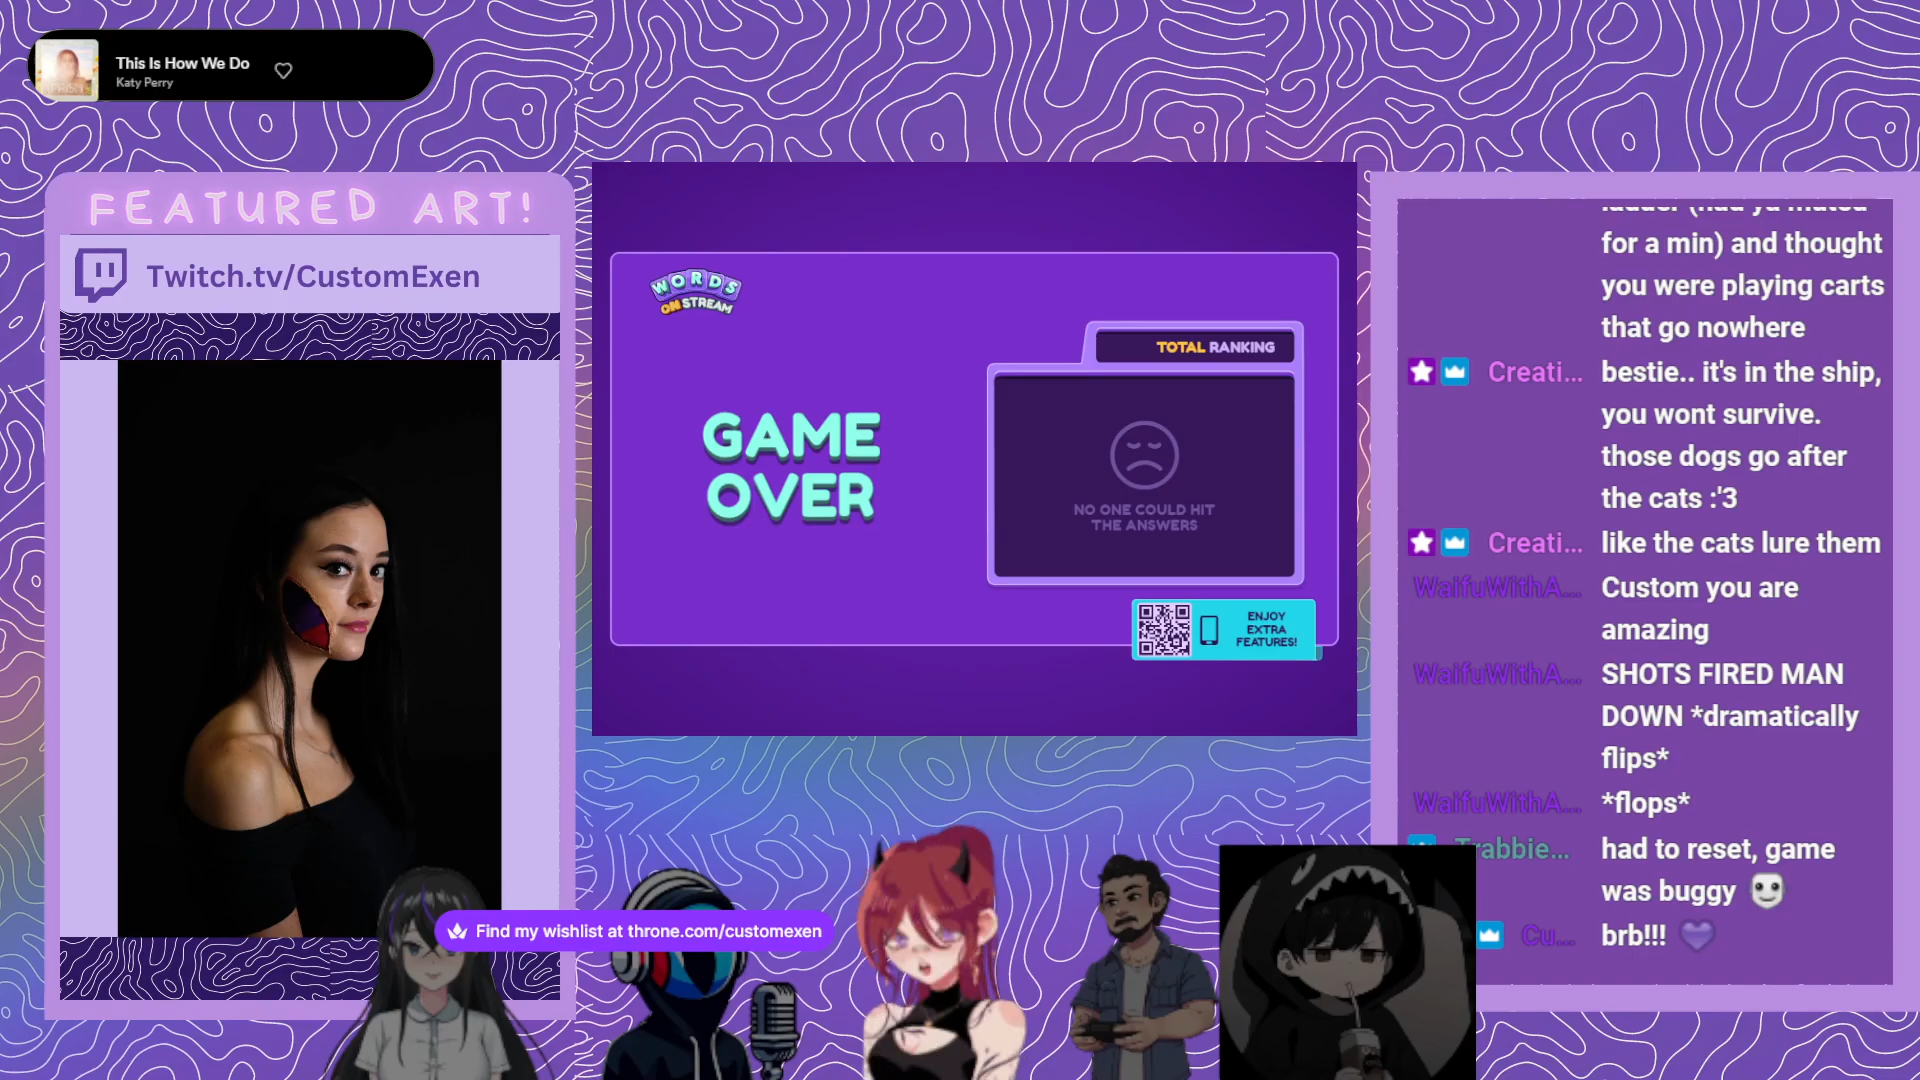 This Is How We Do
Katy Perry
FEATURED ART!
Twitch.tv/CustomExen
WORDS
ON STREAM
GAME
OVER
TOTAL RANKING
NO ONE COULD HIT
THE ANSWERS
ENJOY
EXTRA
FEATURES!
for a min) and thought
you were playing carts
that go nowhere
Creati... bestie.. it's in the ship,
you wont survive.
those dogs go after
the cats :'3
Creati... like the cats lure them
WaifuWithA... Custom you are
amazing
WaifuWithA... SHOTS FIRED MAN
DOWN *dramatically
flips*
WaifuWithA... *flops*
Trabbie... had to reset, game
was buggy
Cu... brb!!!
Find my wishlist at throne.com/customexen